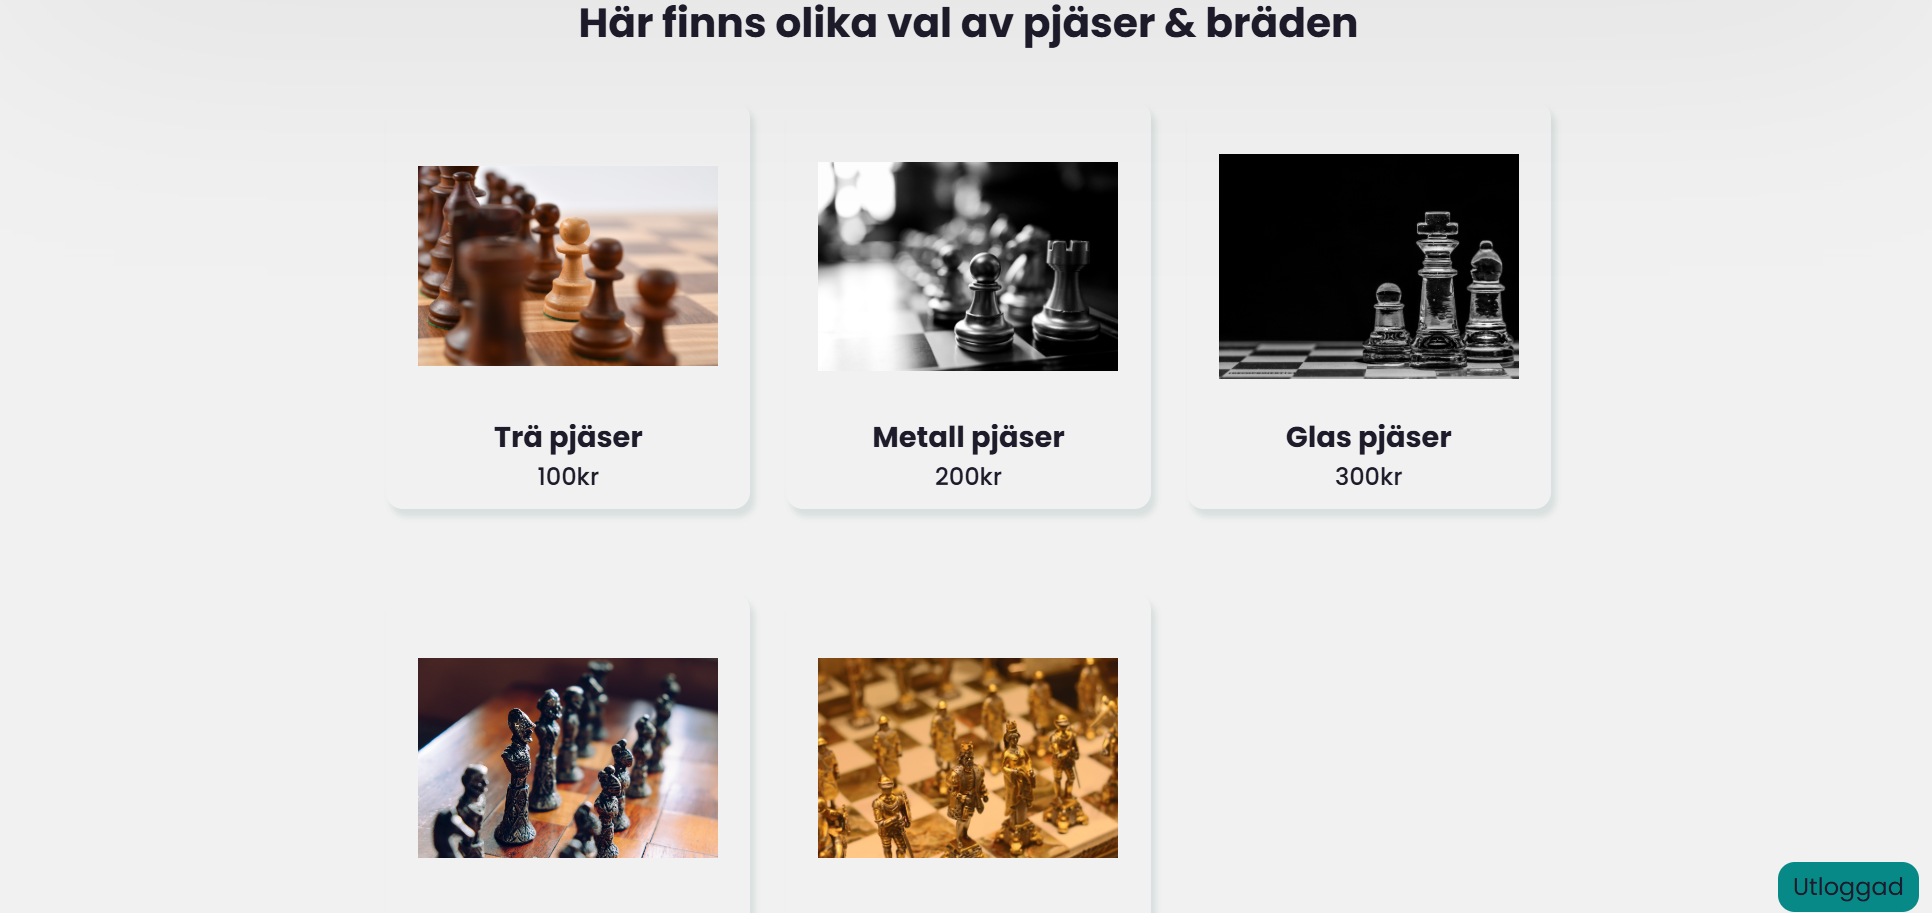 Här finns olika val av pjäser & bräden
Trä pjäser
100kr
Metall pjäser
200kr
Glas pjäser
300kr
Utloggad